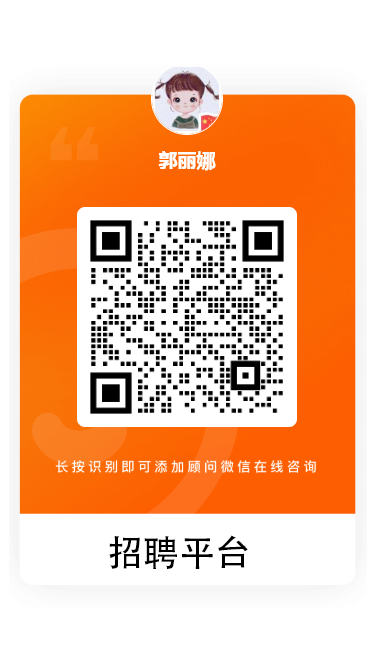 郭丽娜
长按识别即可添加顾问微信在线咨询
招聘平台